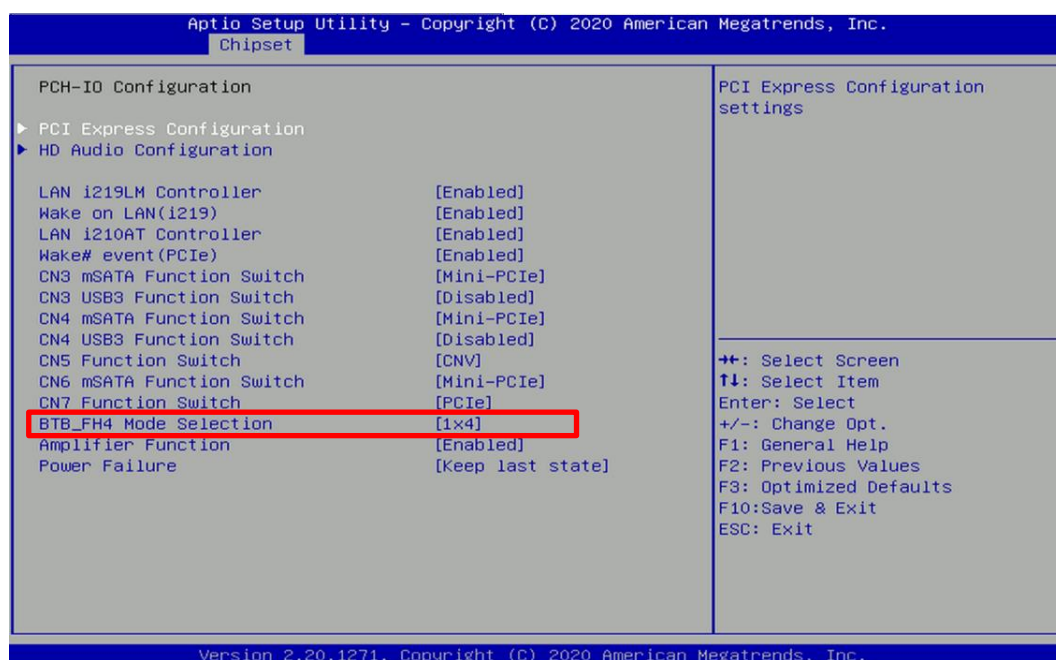 Aptio Setup Utility – Copyright (C) 2020 American Megatrends, Inc.
Chipset
PCH-IO Configuration
PCI Express Configuration
HD Audio Configuration
LAN i219LM Controller [Enabled]
Wake on LAN(i219) [Enabled]
LAN i210AT Controller [Enabled]
Wake# event(PCIe) [Enabled]
CN3 mSATA Function Switch [Mini-PCIe]
CN3 USB3 Function Switch [Disabled]
CN4 mSATA Function Switch [Mini-PCIe]
CN4 USB3 Function Switch [Disabled]
CN5 Function Switch [CNV]
CN6 mSATA Function Switch [Mini-PCIe]
CN7 Function Switch [PCIe]
BTB_FH4 Mode Selection [1x4]
Amplifier Function [Enabled]
Power Failure [Keep last state]
PCI Express Configuration
settings
→←: Select Screen
↑↓: Select Item
Enter: Select
+/-: Change Opt.
F1: General Help
F2: Previous Values
F3: Optimized Defaults
F10:Save & Exit
ESC: Exit
Version 2.20.1271. Copyright (C) 2020 American Megatrends, Inc.